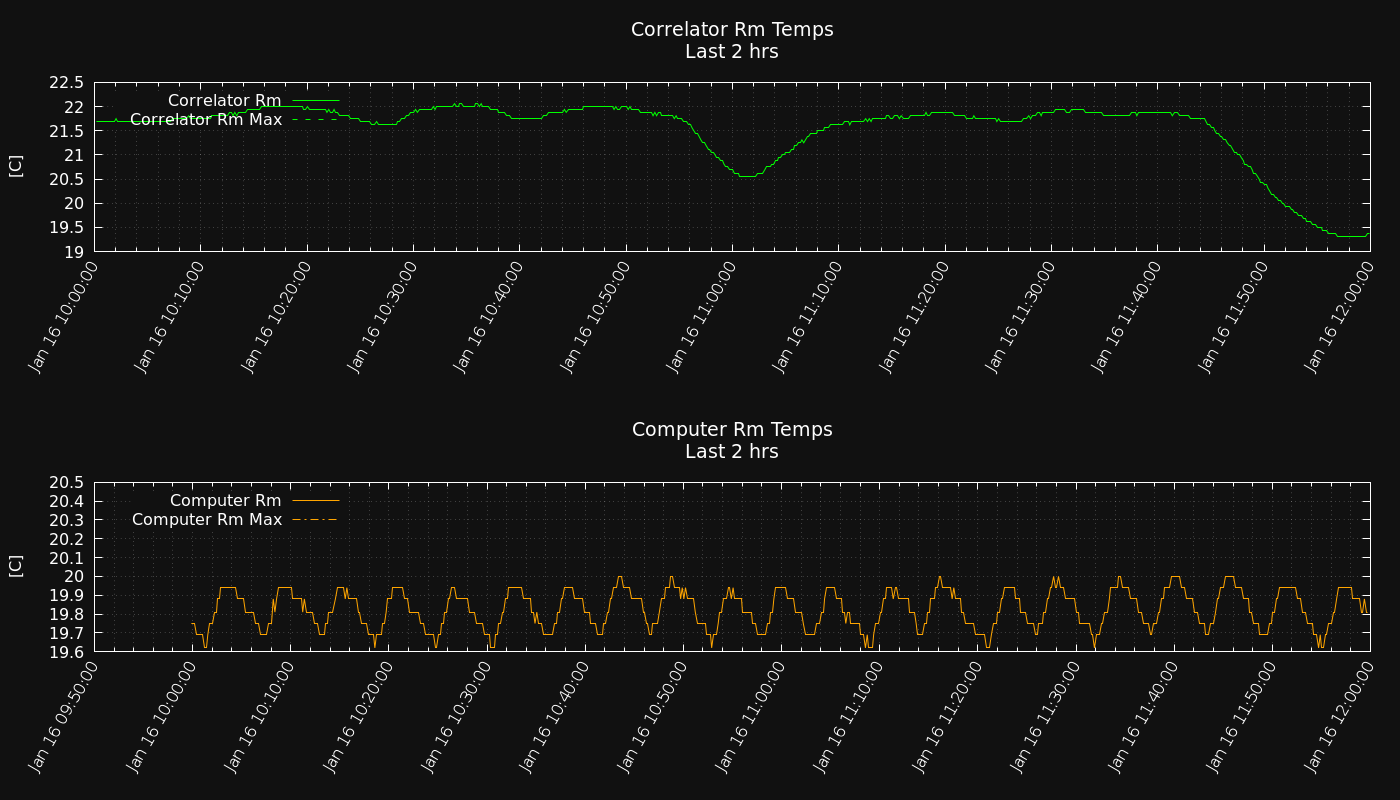 Correlator Rm Temps
Last 2 hrs
22.5
22
21.5
21
20.5
20
19.5
19
[C]
Correlator Rm
Correlator Rm Max
Jan 16 10:00:00
Jan 16 10:10:00
Jan 16 10:20:00
Jan 16 10:30:00
Jan 16 10:40:00
Jan 16 10:50:00
Jan 16 11:00:00
Jan 16 11:10:00
Jan 16 11:20:00
Jan 16 11:30:00
Jan 16 11:40:00
Jan 16 11:50:00
Jan 16 12:00:00
Computer Rm Temps
Last 2 hrs
20.5
20.4
20.3
20.2
20.1
20
19.9
19.8
19.7
19.6
[C]
Computer Rm
Computer Rm Max
Jan 16 09:50:00
Jan 16 10:00:00
Jan 16 10:10:00
Jan 16 10:20:00
Jan 16 10:30:00
Jan 16 10:40:00
Jan 16 10:50:00
Jan 16 11:00:00
Jan 16 11:10:00
Jan 16 11:20:00
Jan 16 11:30:00
Jan 16 11:40:00
Jan 16 11:50:00
Jan 16 12:00:00